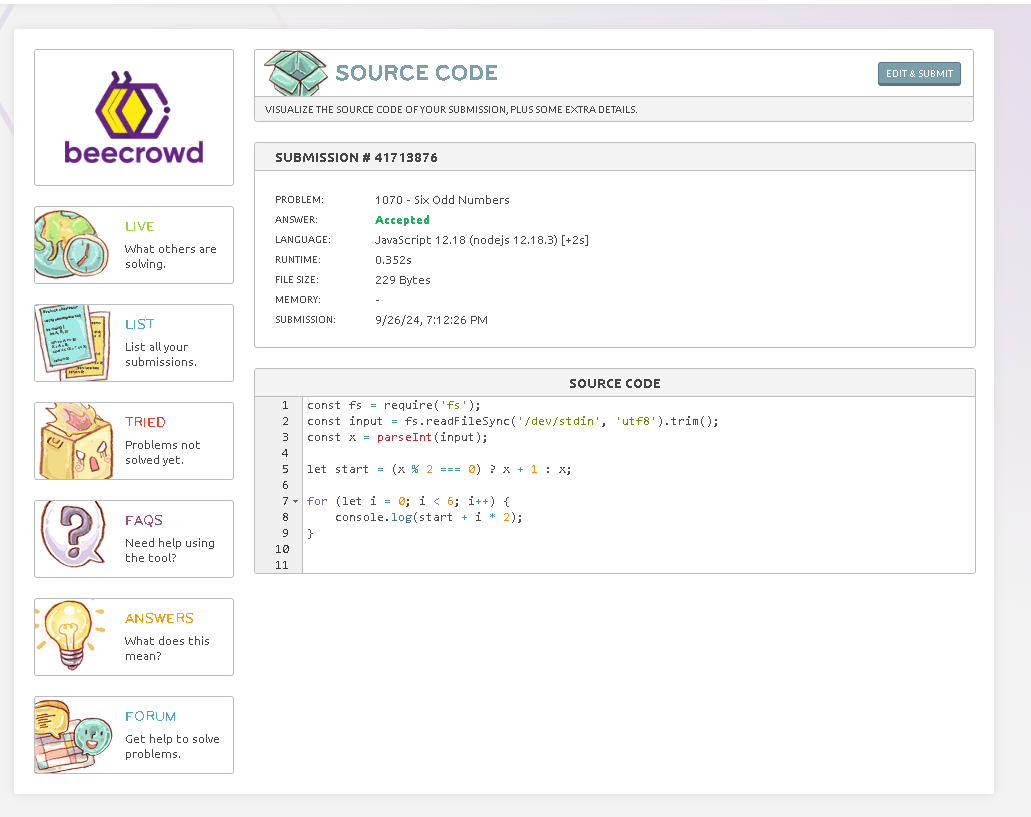 beecrowd
LIVE
What others are
solving.
LIST
List all your
submissions.
TRIED
Problems not
solved yet.
FAQS
Need help using
the tool?
ANSWERS
What does this
mean?
FORUM
Get help to solve
problems.
SOURCE CODE
EDIT & SUBMIT
VISUALIZE THE SOURCE CODE OF YOUR SUBMISSION, PLUS SOME EXTRA DETAILS.
SUBMISSION # 41713876
PROBLEM: 1070 - Six Odd Numbers
ANSWER: Accepted
LANGUAGE: JavaScript 12.18 (nodejs 12.18.3) [+2s]
RUNTIME: 0.352s
FILE SIZE: 229 Bytes
MEMORY: -
SUBMISSION: 9/26/24, 7:12:26 PM
SOURCE CODE
1 const fs = require('fs');
2 const input = fs.readFileSync('/dev/stdin', 'utf8').trim();
3 const x = parseInt(input);
4
5 let start = (x % 2 === 0) ? x + 1 : x;
6
7 for (let i = 0; i < 6; i++) {
8     console.log(start + i * 2);
9 }
10
11